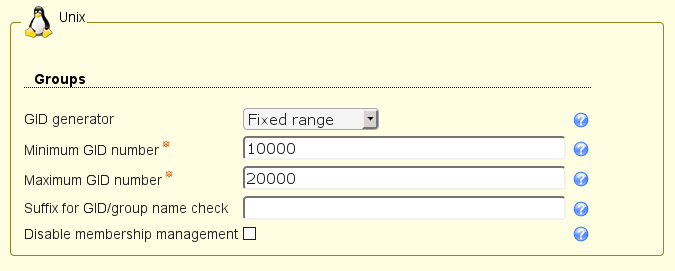 Unix
Groups
GID generator Fixed range ?
Minimum GID number * 10000 ?
Maximum GID number * 20000 ?
Suffix for GID/group name check ?
Disable membership management ?